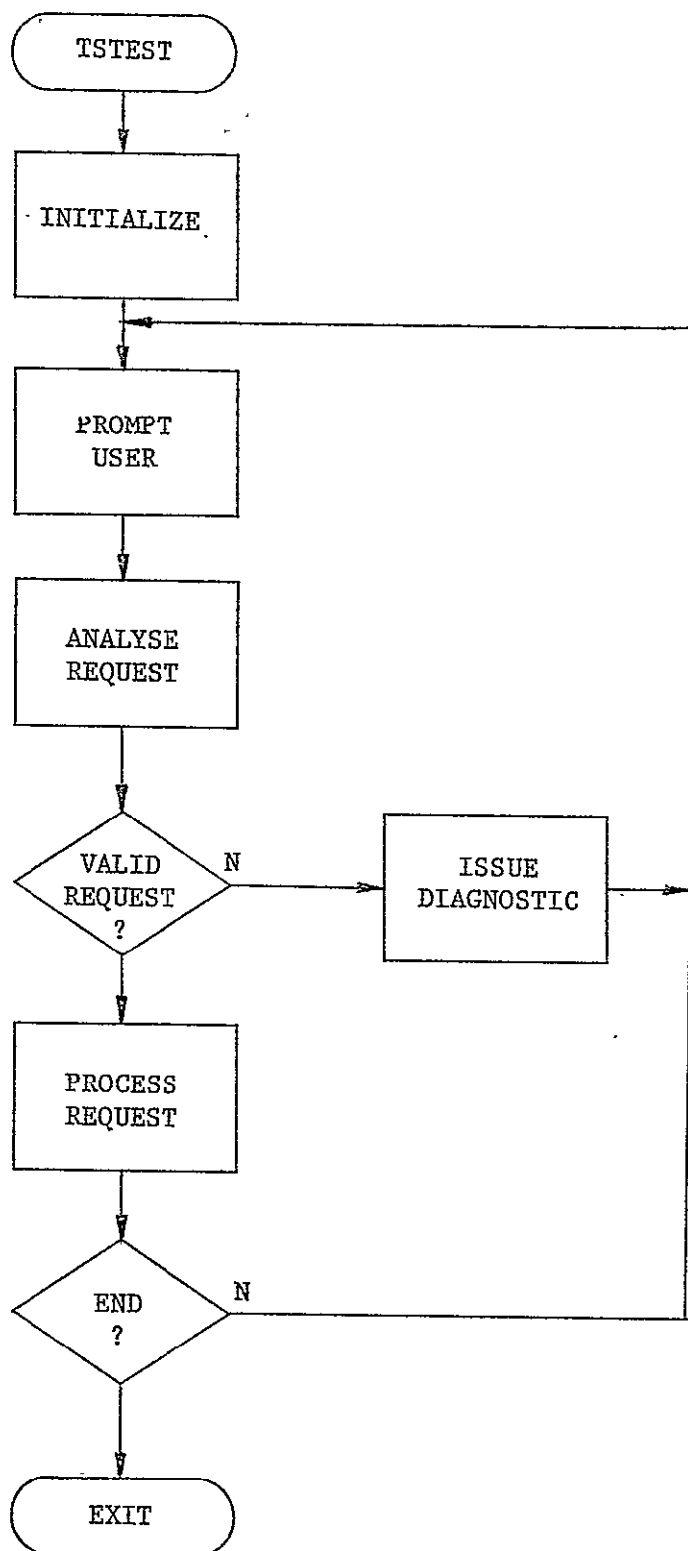 TSTEST
INITIALIZE
PROMPT
USER
ANALYSE
REQUEST
VALID
REQUEST
?
N
ISSUE
DIAGNOSTIC
PROCESS
REQUEST
END
?
N
EXIT